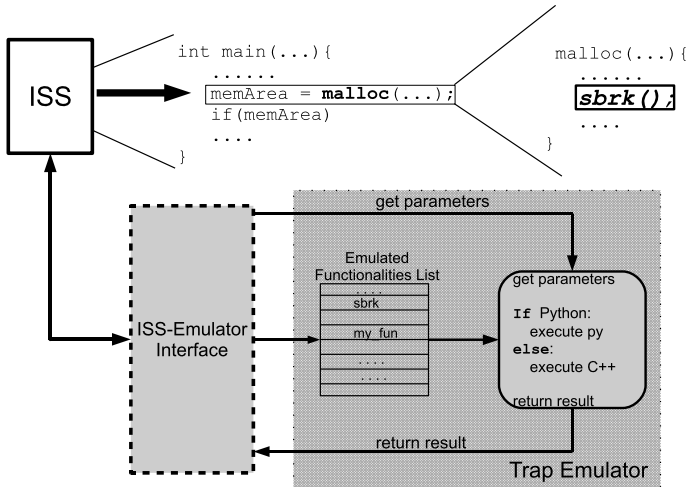 ISS
int main(...){
......
memArea = malloc(...);
if(memArea)
....
}
malloc(...){
......
sbrk();
....
}
get parameters
Emulated
Functionalities List
....
sbrk
my_fun
....
....
ISS-Emulator
Interface
get parameters
If Python:
execute py
else:
execute C++
return result
return result
Trap Emulator